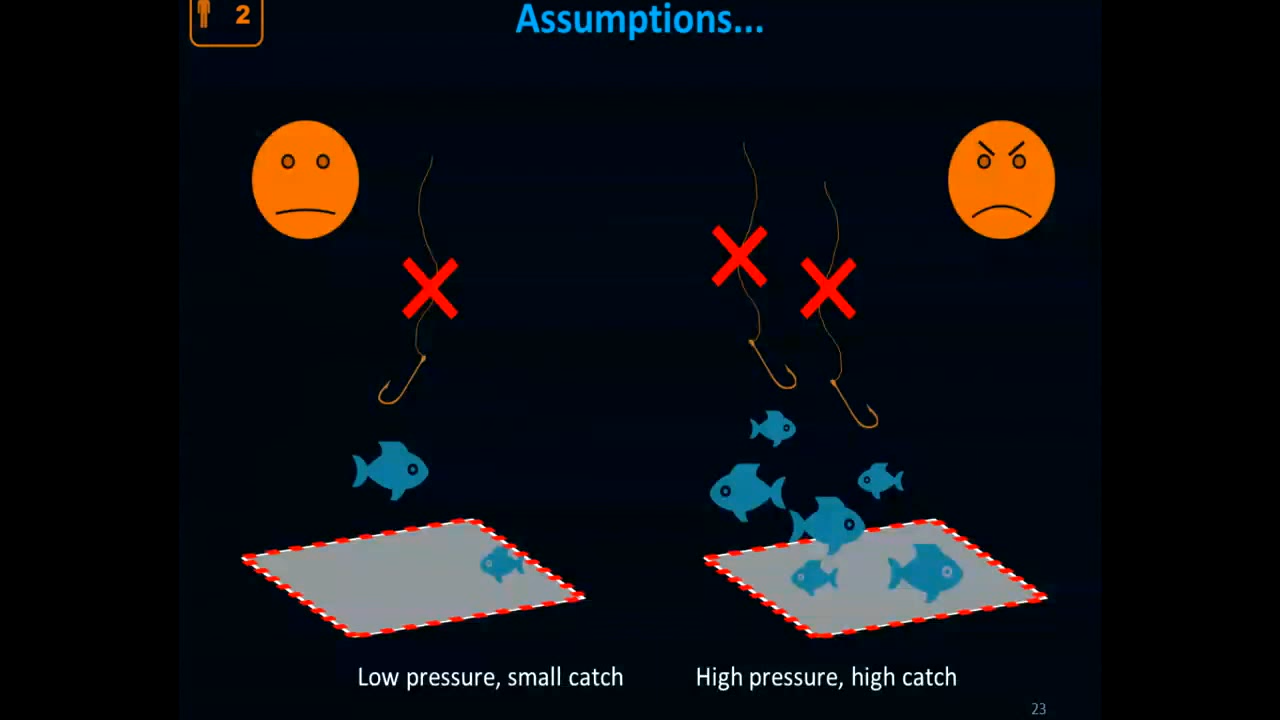 2
Assumptions...
Low pressure, small catch
High pressure, high catch
23